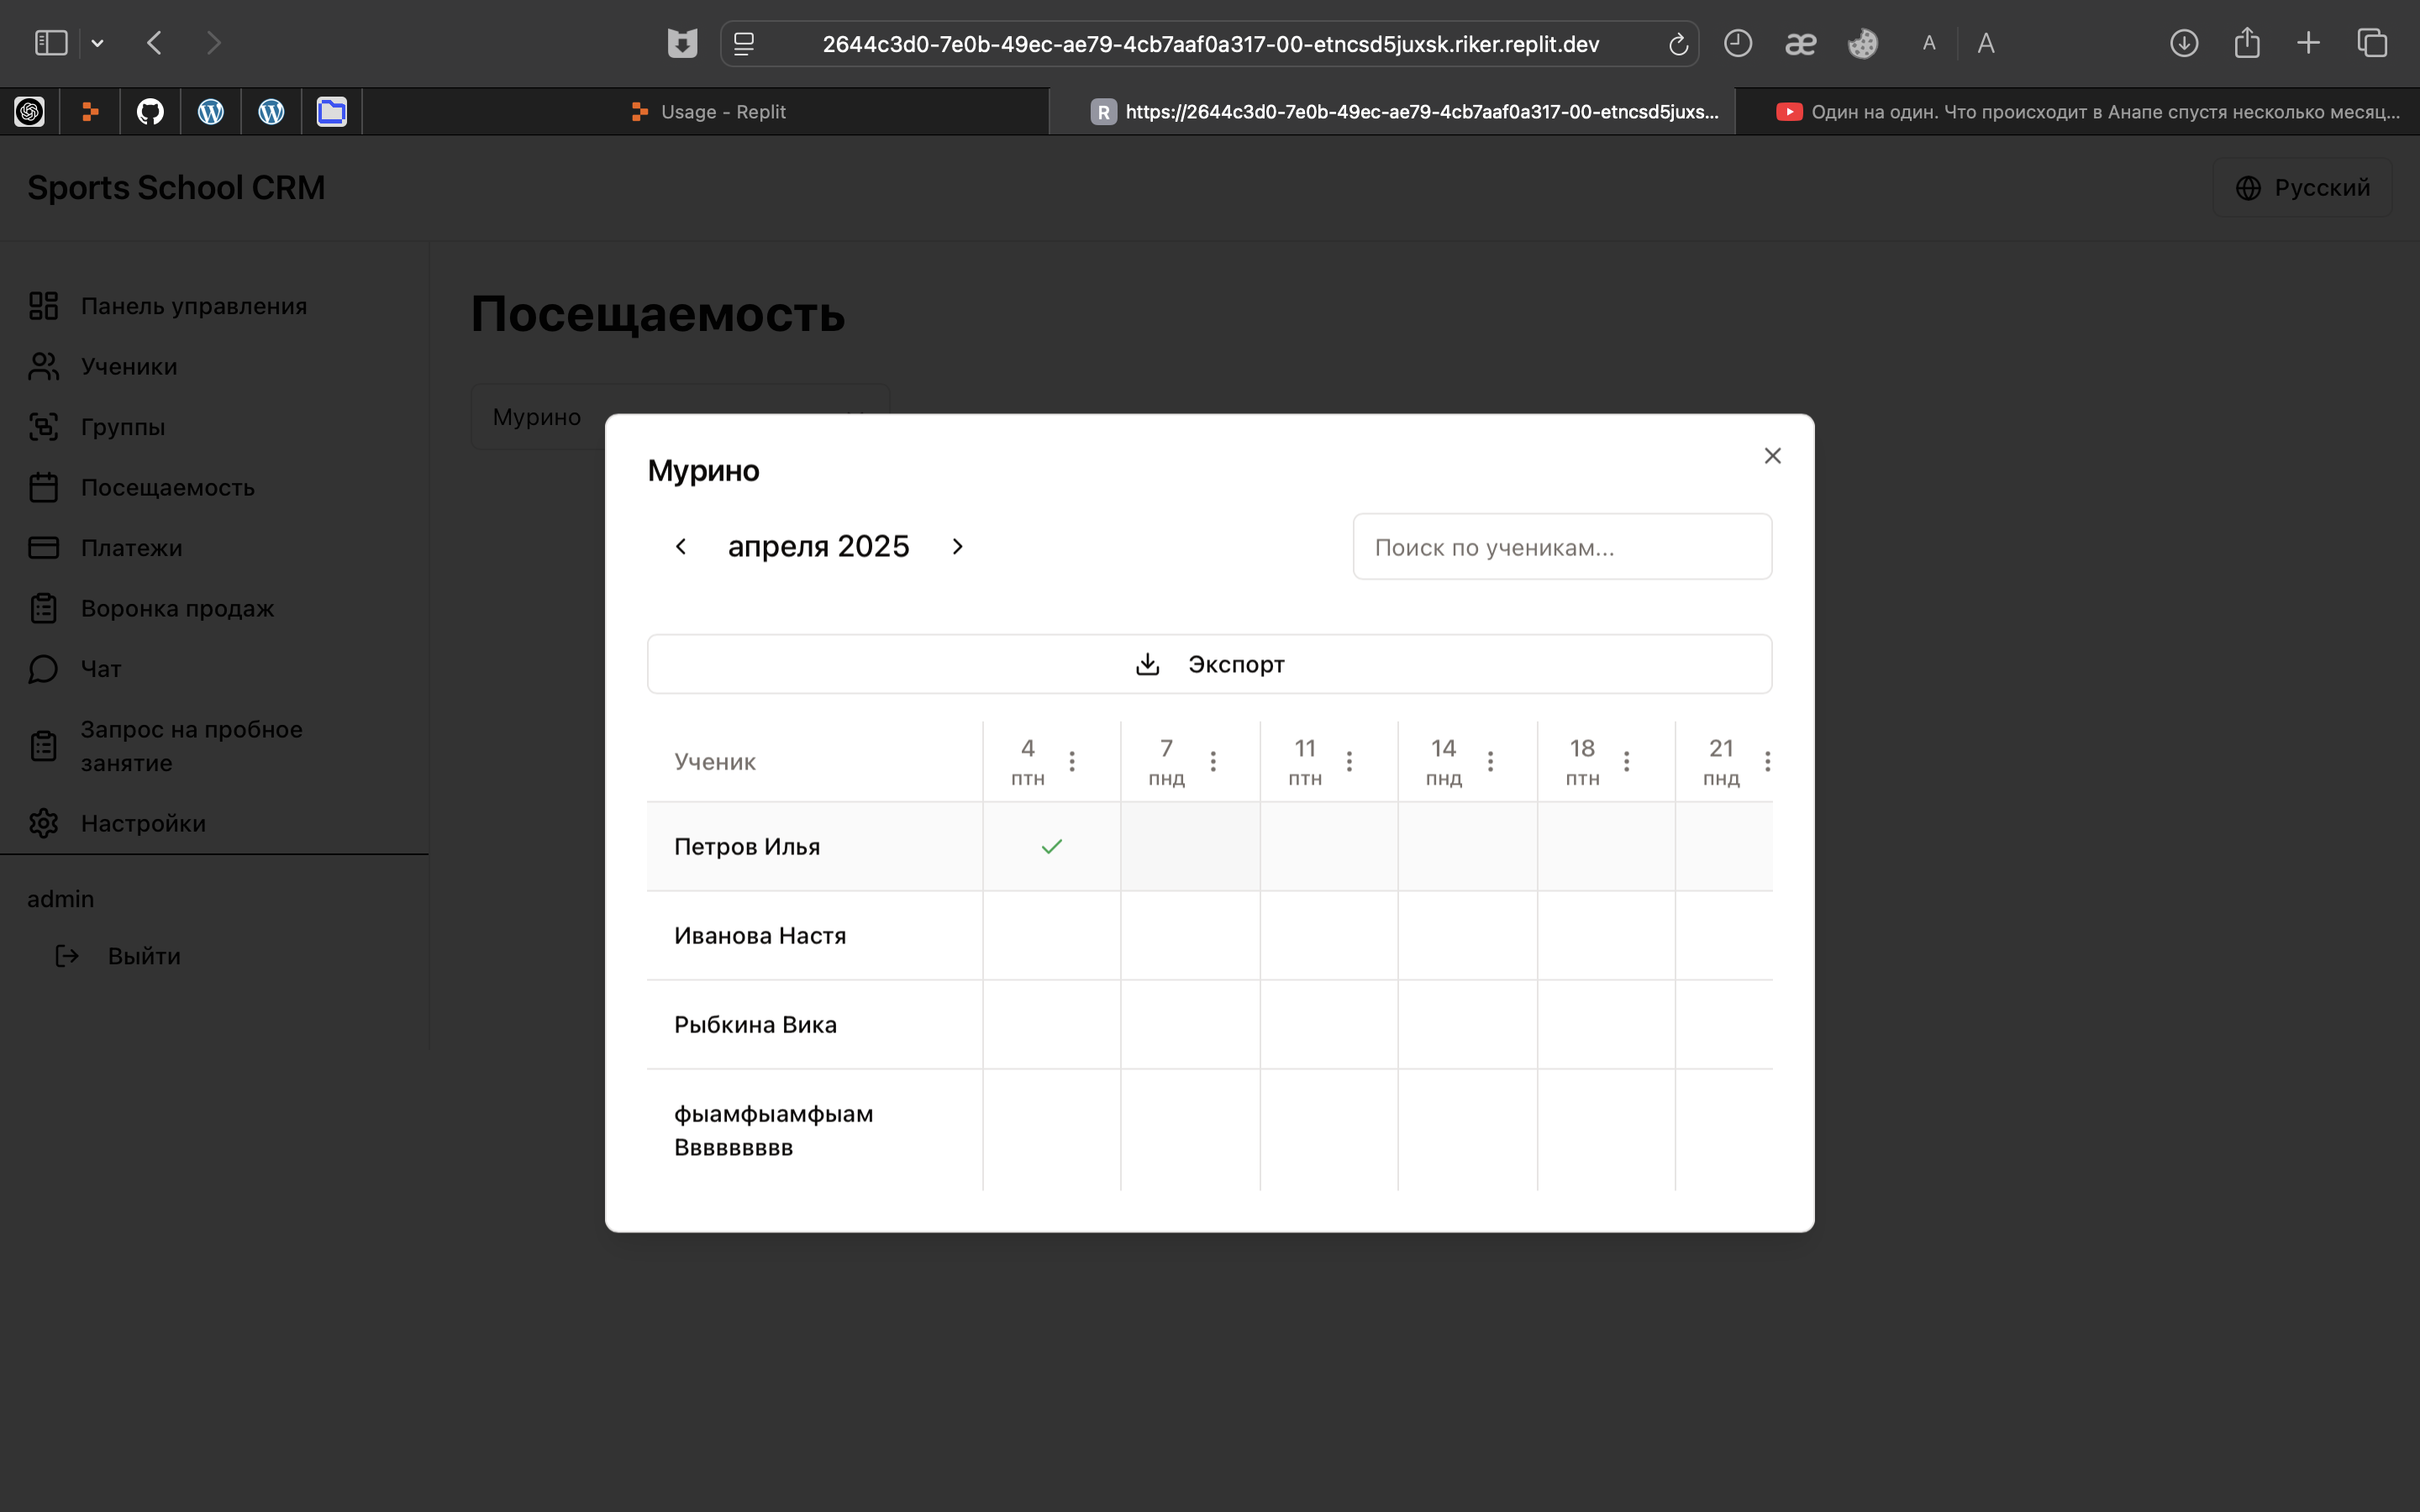 2644c3d0-7e0b-49ec-ae79-4cb7aaf0a317-00-etncsd5juxsk.riker.replit.dev
æ
A
A
Usage - Replit
R
https://2644c3d0-7e0b-49ec-ae79-4cb7aaf0a317-00-etncsd5juxs...
Один на один. Что происходит в Анапе спустя несколько месяц...
Sports School CRM
Русский
Панель управления
Ученики
Группы
Посещаемость
Платежи
Воронка продаж
Чат
Запрос на пробное
занятие
Настройки
admin
Выйти
Посещаемость
Мурино
Мурино
апреля 2025
Поиск по ученикам...
Экспорт
Ученик
4 7 11 14 18 21
птн пнд птн пнд птн пнд
Петров Илья
Иванова Настя
Рыбкина Вика
фыамфыамфыам
Ввввввввв